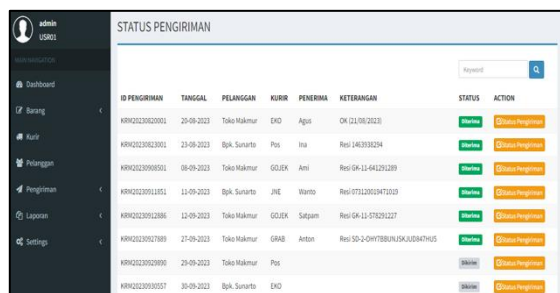 admin
USR01
STATUS PENGIRIMAN
MAIN NAVIGATION
Dashboard
Barang
Kurir
Pelanggan
Pengiriman
Laporan
Settings
Keyword
ID PENGIRIMAN TANGGAL PELANGGAN KURIR PENERIMA KETERANGAN STATUS ACTION
KRM20230820001 20-08-2023 Toko Makmur EKO Agus OK (21/08/2023) Diterima Status Pengiriman
KRM20230823001 23-08-2023 Bpk. Sunarto Pos Ina Resi 1463938294 Diterima Status Pengiriman
KRM20230908501 08-09-2023 Toko Makmur GOJEK Ami Resi GK-11-641291289 Diterima Status Pengiriman
KRM20230911851 11-09-2023 Bpk. Sunarto JNE Wanto Resi 073120019471019 Diterima Status Pengiriman
KRM20230912886 12-09-2023 Toko Makmur GOJEK Satpam Resi GK-11-578291227 Diterima Status Pengiriman
KRM20230927889 27-09-2023 Toko Makmur GRAB Anton Diterima Status Pengiriman
KRM20230929890 29-09-2023 Toko Makmur Pos Dikirim Status Pengiriman
KRM20230930557 30-09-2023 Bpk. Sunarto EKO Dikirim Status Pengiriman